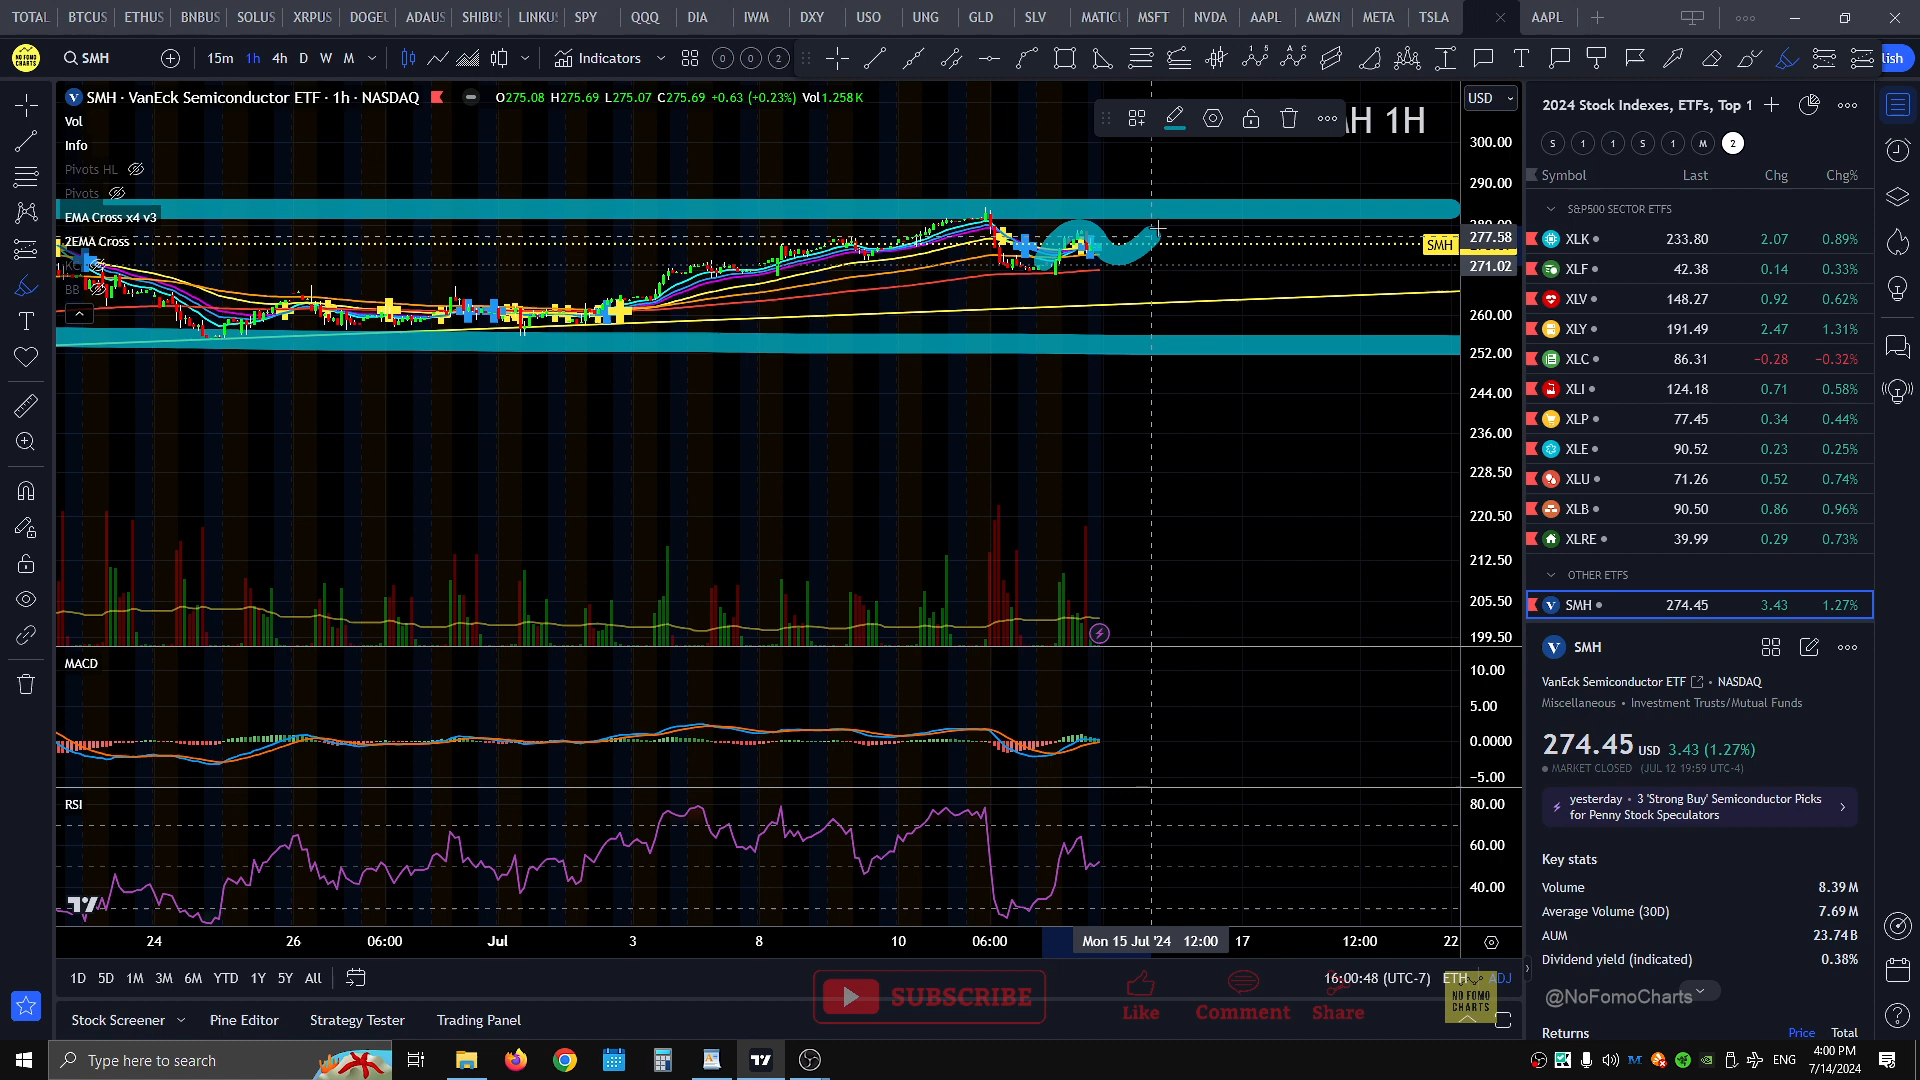 TOTAL BTCUS ETHUS BNBUS SOLUS XRPUS DOGEU ADAUS SHIBUS LINKUS SPY QQQ DIA IWM DXY USO UNG GLD SLV MATICU MSFT NVDA AAPL AMZN META TSLA AAPL
NO FOMO CHARTS SMH 15m 1h 4h D W M Indicators
SMH · VanEck Semiconductor ETF · 1h · NASDAQ O275.08 H275.69 L275.07 C275.69 +0.63 (+0.23%) Vol1.258K
Vol
Info
Pivots HL
Pivots
EMA Cross x4 v3
2EMA Cross
KC
BB
1H
USD
300.00
290.00
280.00
277.58
SMH
271.02
260.00
252.00
244.00
236.00
228.50
220.50
212.50
205.50
199.50
MACD
10.00
5.00
0.0000
−5.00
RSI
80.00
60.00
40.00
24 26 06:00 Jul 3 8 10 06:00 Mon 15 Jul '24 12:00 17 12:00 22
1D 5D 1M 3M 6M YTD 1Y 5Y All 16:00:48 (UTC-7) ETH ADJ
SUBSCRIBE Like Comment Share NO FOMO CHARTS
Stock Screener Pine Editor Strategy Tester Trading Panel
2024 Stock Indexes, ETFs, Top 1
S 1 1 S 1 M 2
Symbol Last Chg Chg%
S&P500 SECTOR ETFS
XLK 233.80 2.07 0.89%
XLF 42.38 0.14 0.33%
XLV 148.27 0.92 0.62%
XLY 191.49 2.47 1.31%
XLC 86.31 −0.28 −0.32%
XLI 124.18 0.71 0.58%
XLP 77.45 0.34 0.44%
XLE 90.52 0.23 0.25%
XLU 71.26 0.52 0.74%
XLB 90.50 0.86 0.96%
XLRE 39.99 0.29 0.73%
OTHER ETFS
SMH 274.45 3.43 1.27%
SMH
VanEck Semiconductor ETF • NASDAQ
Miscellaneous • Investment Trusts/Mutual Funds
274.45 USD 3.43 (1.27%)
MARKET CLOSED (JUL 12 19:59 UTC-4)
yesterday • 3 'Strong Buy' Semiconductor Picks
for Penny Stock Speculators
Key stats
Volume 8.39 M
Average Volume (30D) 7.69 M
AUM 23.74 B
Dividend yield (indicated) 0.38%
@NoFomoCharts
Returns Price Total
Type here to search
ENG 4:00 PM
7/14/2024